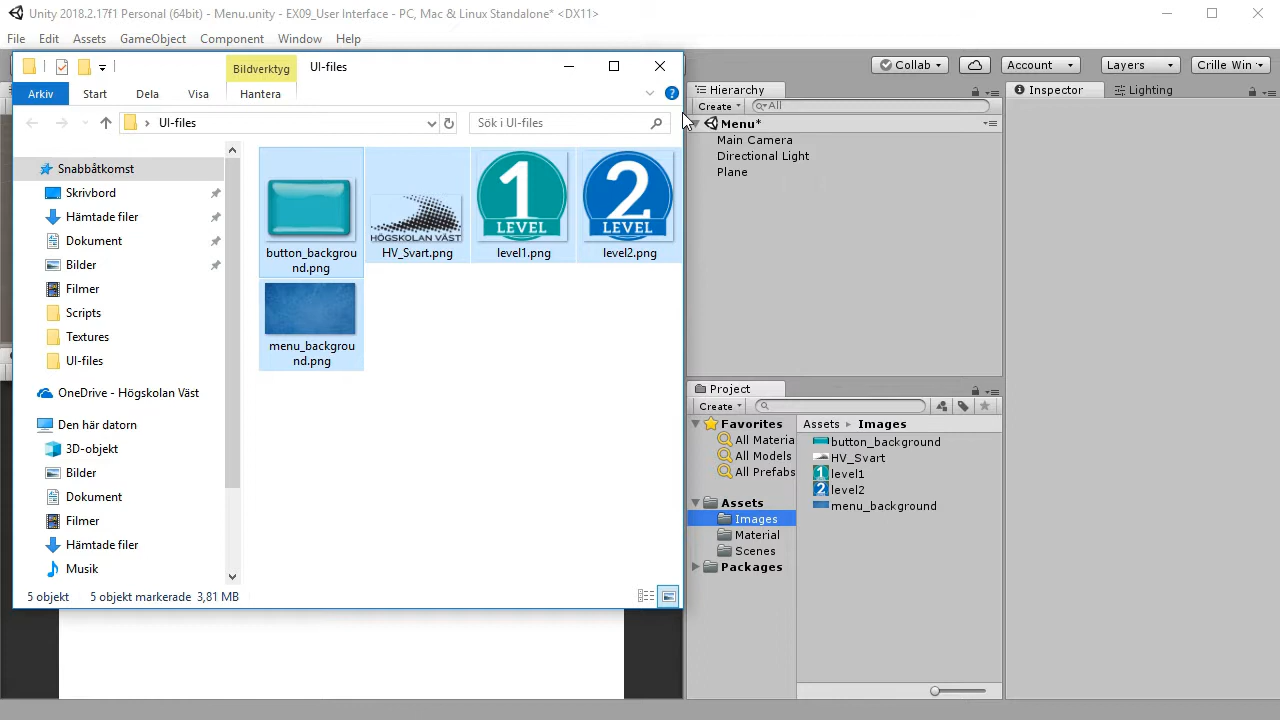 Unity 2018.2.17f1 Personal (64bit) - Menu.unity - EX09_User Interface - PC, Mac & Linux Standalone* <DX11>
File Edit Assets GameObject Component Window Help
Bildverktyg UI-files
Arkiv Start Dela Visa Hantera
UI-files Sök i UI-files
Collab Account Layers Crille Win
Hierarchy
Create All
Menu*
Main Camera
Directional Light
Plane
Inspector Lighting
Snabbåtkomst
Skrivbord
Hämtade filer
Dokument
Bilder
Filmer
Scripts
Textures
UI-files
OneDrive - Högskolan Väst
Den här datorn
3D-objekt
Bilder
Dokument
Filmer
Hämtade filer
Musik
HÖGSKOLAN VÄST
1
LEVEL
2
LEVEL
button_backgrou
nd.png
HV_Svart.png
level1.png
level2.png
menu_backgrou
nd.png
5 objekt 5 objekt markerade 3,81 MB
Project
Create
Favorites
All Materia
All Models
All Prefabs
Assets
Images
Material
Scenes
Packages
Assets Images
button_background
HV_Svart
level1
level2
menu_background